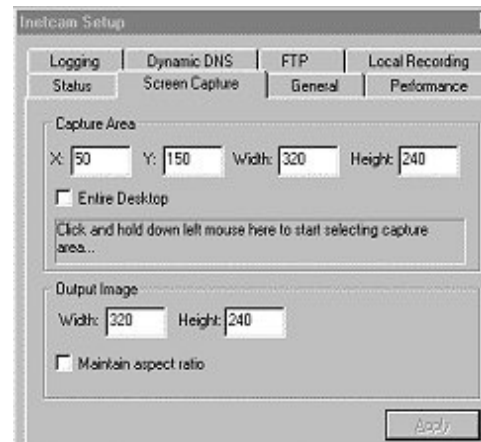 Inetcam Setup
Logging Dynamic DNS FTP Local Recording
Status Screen Capture General Performance
Capture Area
X: 50 Y: 150 Width: 320 Height: 240
Entire Desktop
Click and hold down left mouse here to start selecting capture
area...
Output Image
Width: 320 Height: 240
Maintain aspect ratio
Apply